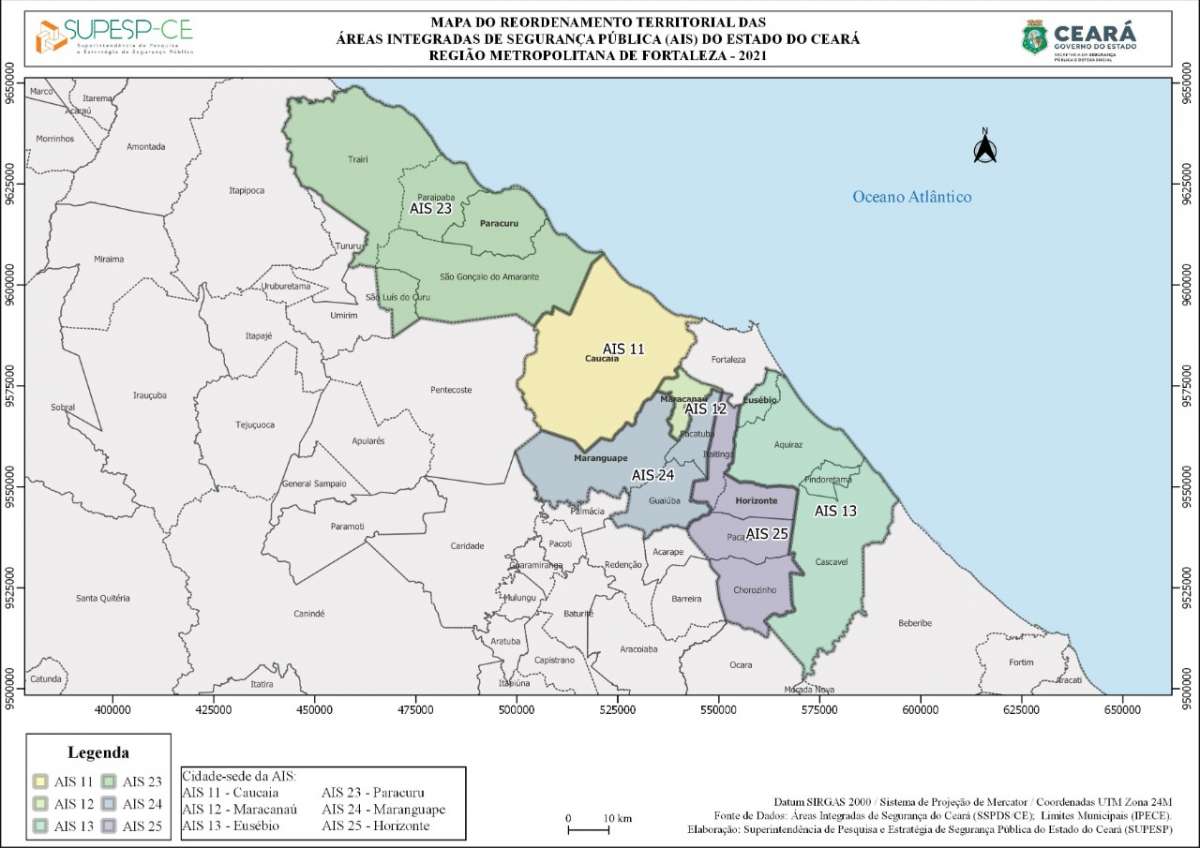 SUPESP-CE
Superintendência de Pesquisa
e Estratégia de Segurança Pública
MAPA DO REORDENAMENTO TERRITORIAL DAS
ÁREAS INTEGRADAS DE SEGURANÇA PÚBLICA (AIS) DO ESTADO DO CEARÁ
REGIÃO METROPOLITANA DE FORTALEZA - 2021
CEARÁ
GOVERNO DO ESTADO
SECRETARIA DA SEGURANÇA
PÚBLICA E DEFESA SOCIAL
9650000
9650000
Marco
Itarema
Acaraú
Morrinhos
Amontada
Trairi
N
9625000
9625000
Itapipoca
Paraipaba
AIS 23
Paracuru
Oceano Atlântico
Tururu
Miraima
São Gonçalo do Amarante
9600000
9600000
Uruburetama
São Luís do Curu
Umirim
Itapajé
AIS 11
Caucaia
Fortaleza
9575000
9575000
Irauçuba
Pentecoste
Sobral
Maracanaú
AIS 12
Eusébio
Tejuçuoca
Apuiarés
Pacatuba
Aquiraz
Itaitinga
Maranguape
AIS 24
9550000
9550000
General Sampaio
Pindoretama
Guaiúba
Horizonte
AIS 13
Palmácia
Paramoti
AIS 25
Caridade
Pacoti
Acarape
Guaramiranga
Redenção
Cascavel
9525000
9525000
Santa Quitéria
Mulungu
Barreira
Chorozinho
Canindé
Baturité
Beberibe
Aratuba
Aracoiaba
Capistrano
Ocara
Fortim
Catunda
Itatira
Itapiúna
Morada Nova
Aracati
9500000
9500000
400000
425000
450000
475000
500000
525000
550000
575000
600000
625000
650000
Legenda
AIS 11
AIS 23
AIS 12
AIS 24
AIS 13
AIS 25
Cidade-sede da AIS:
AIS 11 - Caucaia
AIS 23 - Paracuru
AIS 12 - Maracanaú
AIS 24 - Maranguape
AIS 13 - Eusébio
AIS 25 - Horizonte
0 10 km
Datum SIRGAS 2000 / Sistema de Projeção de Mercator / Coordenadas UTM Zona 24M
Fonte de Dados: Áreas Integradas de Segurança do Ceará (SSPDS/CE); Limites Municipais (IPECE).
Elaboração: Superintendência de Pesquisa e Estratégia de Segurança Pública do Estado do Ceará (SUPESP)